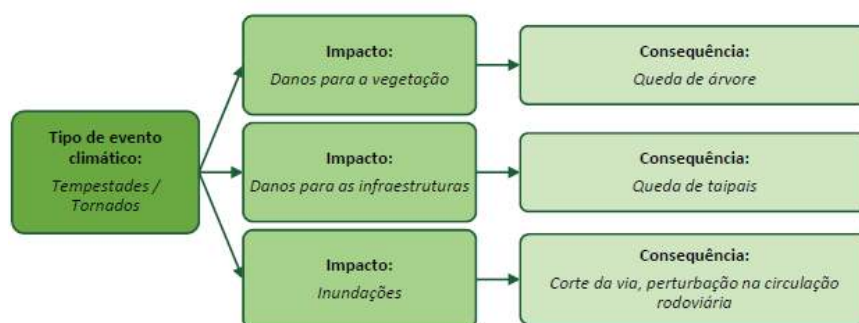 Tipo de evento
climático:
Tempestades /
Tornados
Impacto:
Danos para a vegetação
Consequência:
Queda de árvore
Impacto:
Danos para as infraestruturas
Consequência:
Queda de taipais
Impacto:
Inundações
Consequência:
Corte da via, perturbação na circulação
rodoviária